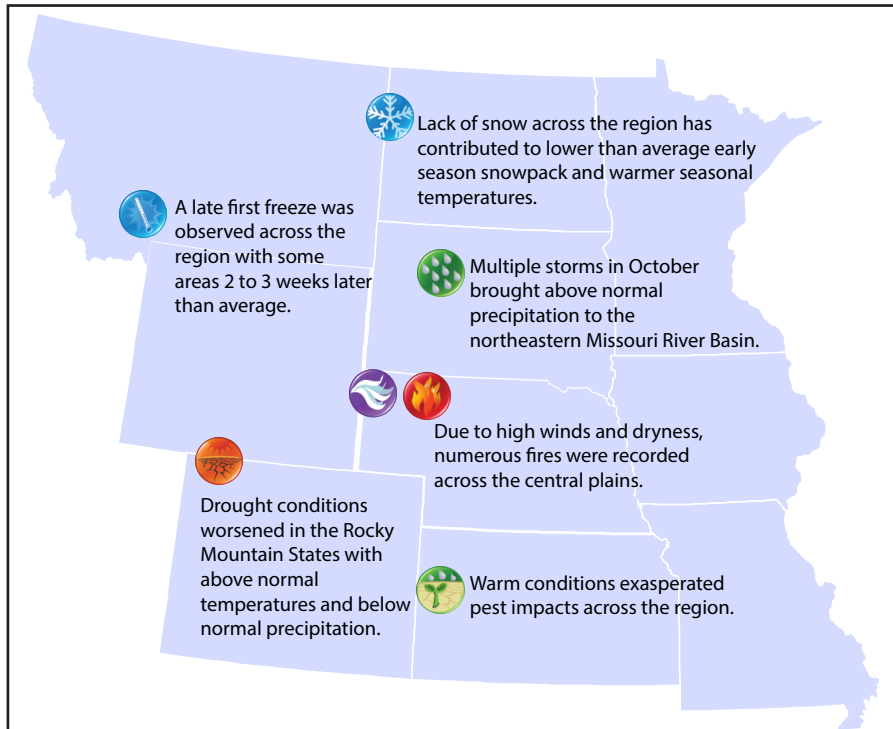 Lack of snow across the region has
contributed to lower than average early
season snowpack and warmer seasonal
temperatures.
A late first freeze was
observed across the
region with some
areas 2 to 3 weeks later
than average.
Multiple storms in October
brought above normal
precipitation to the
northeastern Missouri River Basin.
Due to high winds and dryness,
numerous fires were recorded
across the central plains.
Drought conditions
worsened in the Rocky
Mountain States with
above normal
temperatures and below
normal precipitation.
Warm conditions exasperated
pest impacts across the region.